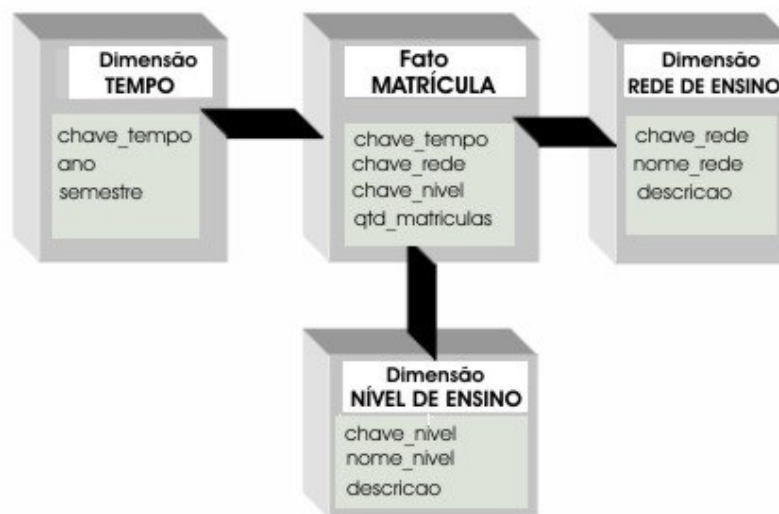 Dimensão
TEMPO
chave_tempo
ano
semestre
Fato
MATRÍCULA
chave_tempo
chave_rede
chave_nivel
qtd_matriculas
Dimensão
REDE DE ENSINO
chave_rede
nome_rede
descricao
Dimensão
NÍVEL DE ENSINO
chave_nivel
nome_nivel
descricao